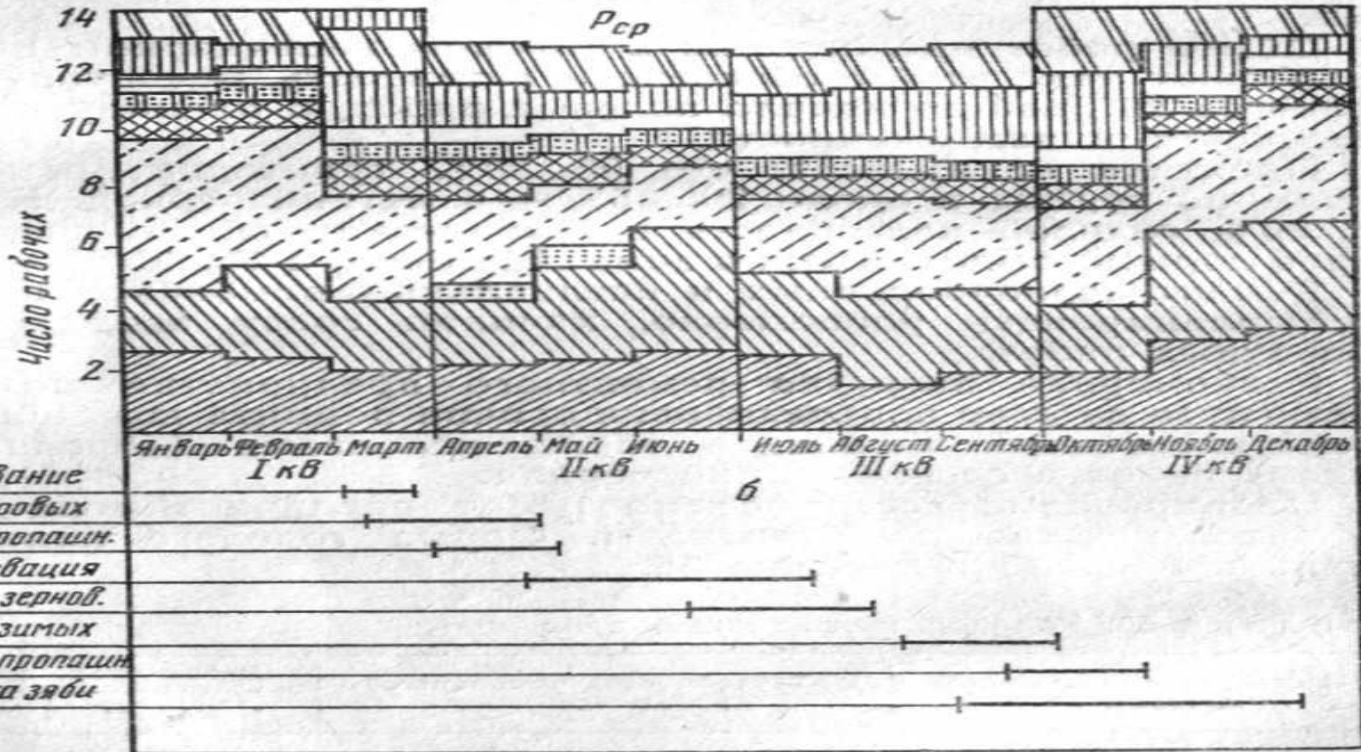 14
Рср
12
10
8
6
4
2
Число рабочих
Январь Февраль Март Апрель Май Июнь Июль Август Сентябрь Октябрь Ноябрь Декабрь
I кв II кв III кв IV кв
вание
б
ровых
ропашн.
вация
зернов.
зимых
пропашн
а зяби